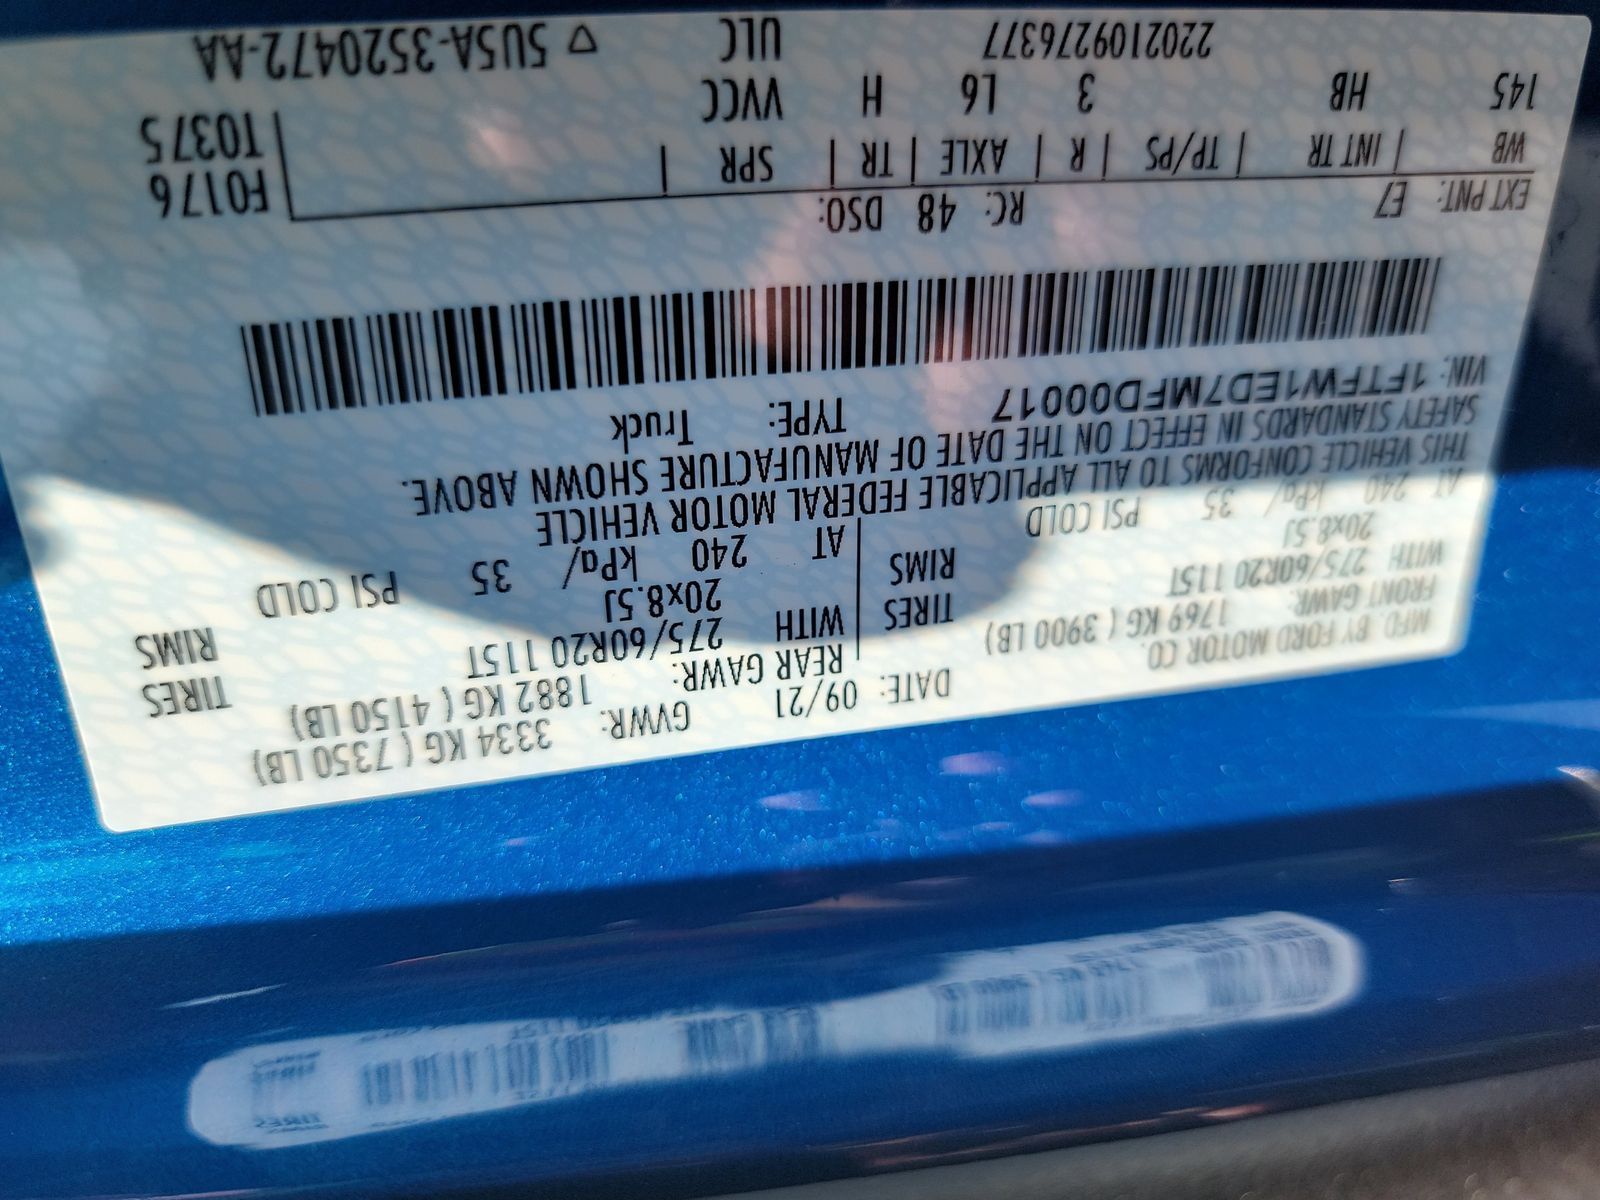 MFD. BY FORD MOTOR CO.
DATE: 09/21 GVWR: 3334 KG ( 7350 LB)
FRONT GAWR: 1769 KG ( 3900 LB) REAR GAWR: 1882 KG ( 4150 LB)
WITH 275/60R20 115T TIRES WITH 275/60R20 115T TIRES
20x8.5J RIMS 20x8.5J RIMS
AT 240 kPa/ 35 PSI COLD AT 240 kPa/ 35 PSI COLD
THIS VEHICLE CONFORMS TO ALL APPLICABLE FEDERAL MOTOR VEHICLE
SAFETY STANDARDS IN EFFECT ON THE DATE OF MANUFACTURE SHOWN ABOVE.
VIN: 1FTFW1ED7MFD00017 TYPE: Truck
EXT PNT: E7 RC: 48 DSO: F0176
WB | INT TR | TP/PS | R | AXLE | TR | SPR | T0375
145 HB 3 L6 H VVCC
2202109276377 ULC ▽ 5U5A-3520472-AA